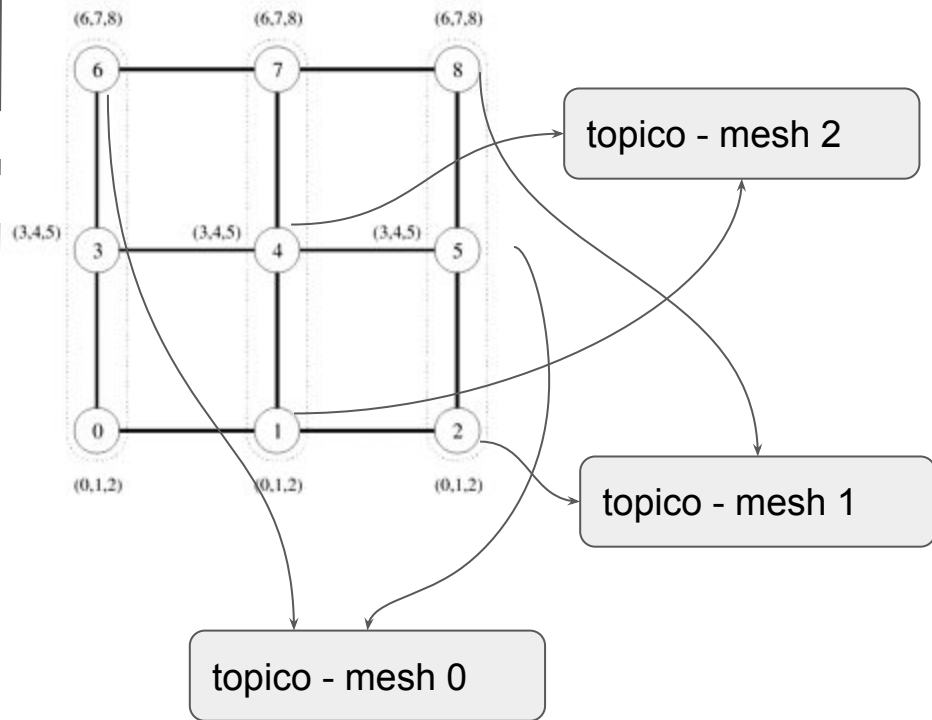 (6,7,8) (6,7,8) (6,7,8)
6 7 8
topico - mesh 2
(3,4,5) (3,4,5) (3,4,5)
3 4 5
0 1 2
(0,1,2) (0,1,2) (0,1,2)
topico - mesh 1
topico - mesh 0